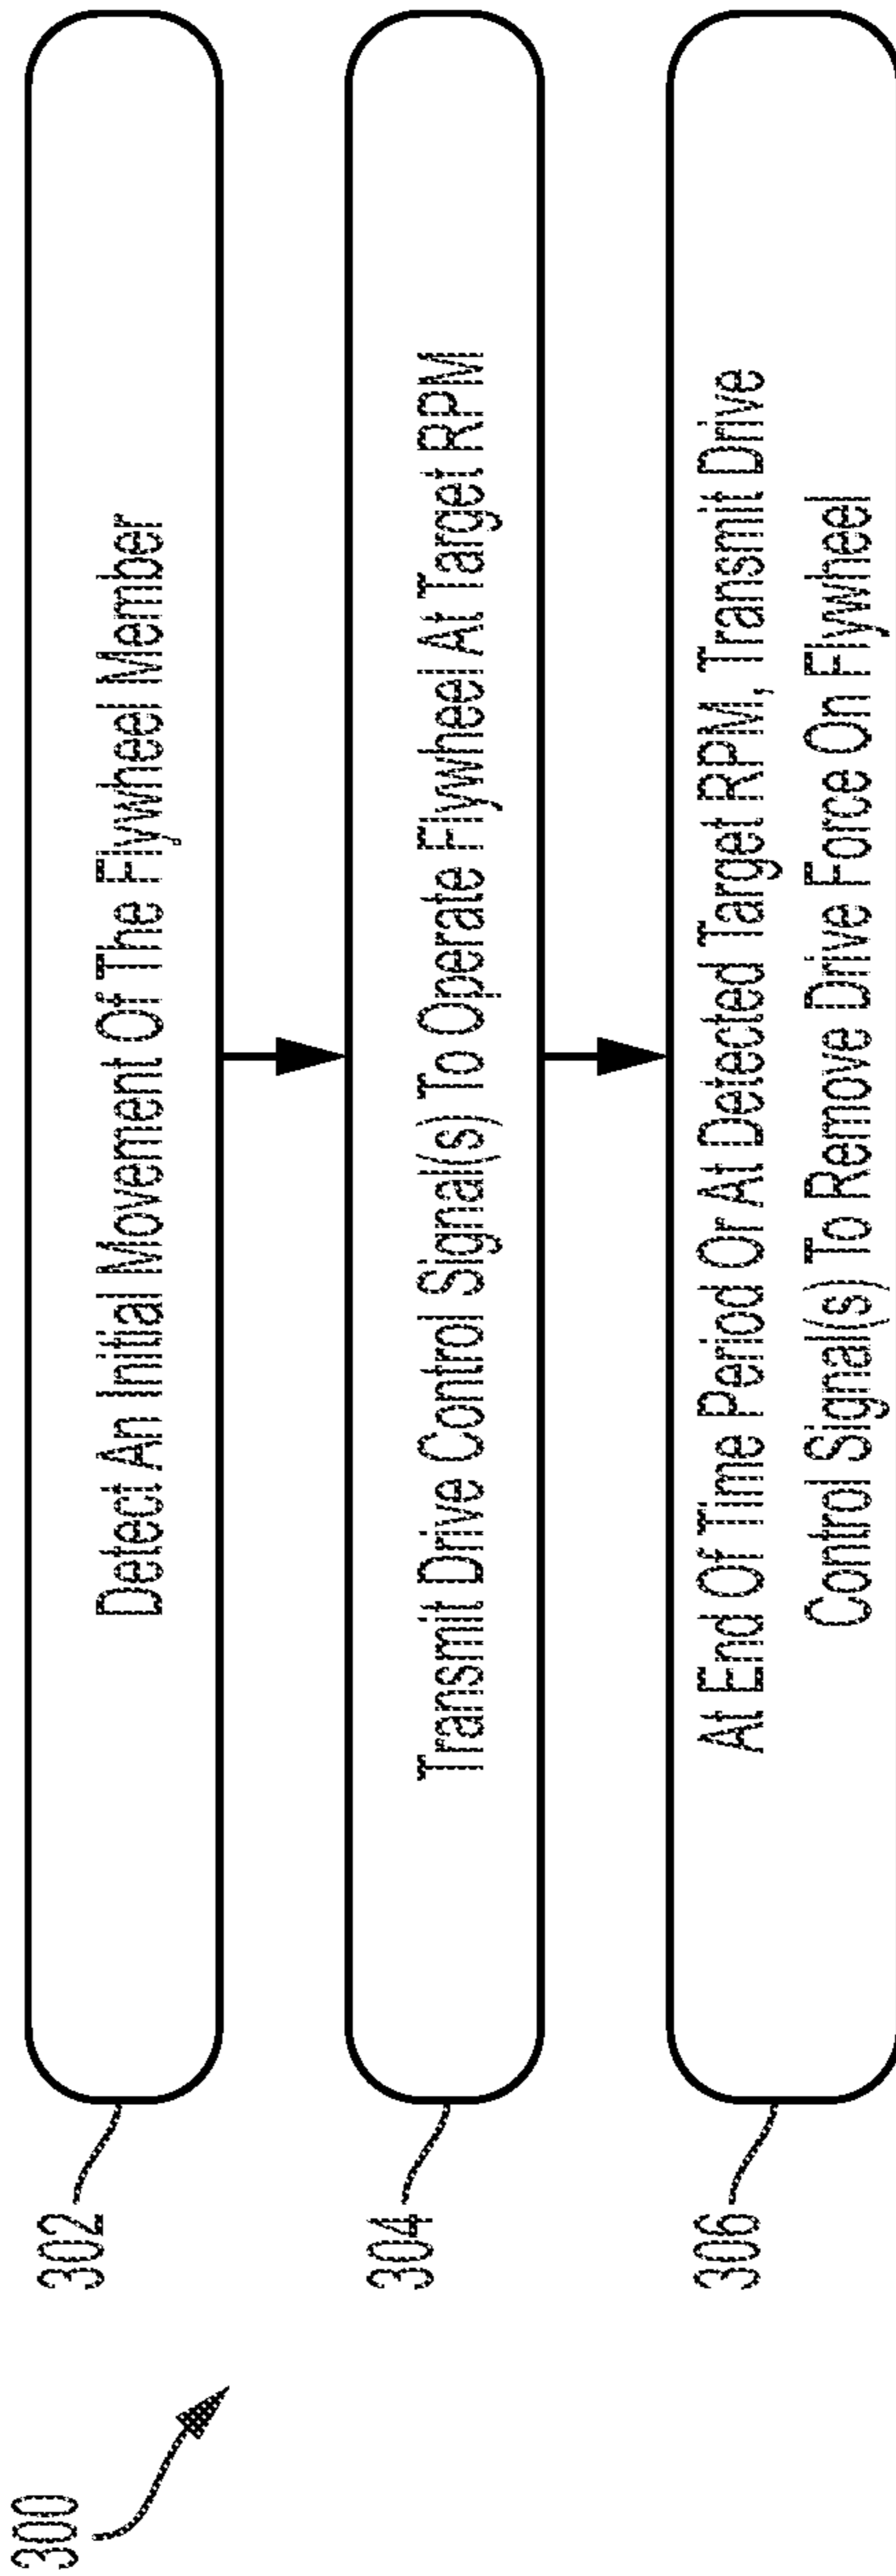 300
302
Detect An Initial Movement Of The Flywheel Member
304
Transmit Drive Control Signal(s) To Operate Flywheel At Target RPM
306
At End Of Time Period Or At Detected Target RPM, Transmit Drive
Control Signal(s) To Remove Drive Force On Flywheel